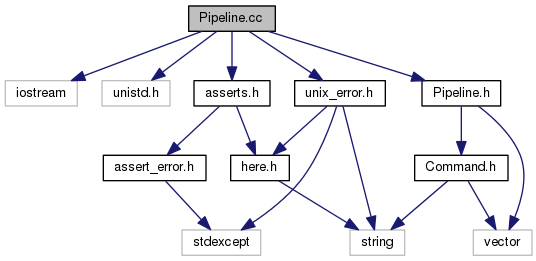 Pipeline.cc
iostream
unistd.h
asserts.h
unix_error.h
Pipeline.h
assert_error.h
here.h
Command.h
stdexcept
string
vector